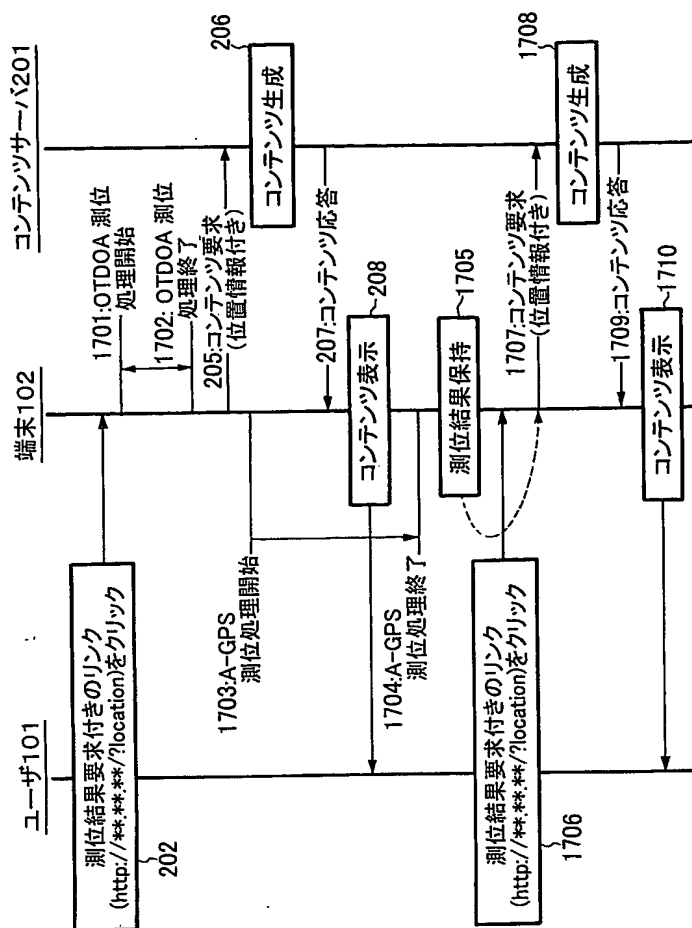 ユーザ101
端末102
コンテンツサーバ201
測位結果要求付きのリンク
(http://**.**.**/?location)をクリック
202
1701:OTDOA 測位
処理開始
1702: OTDOA 測位
処理終了
205:コンテンツ要求
(位置情報付き)
206
コンテンツ生成
1703:A-GPS
測位処理開始
207:コンテンツ応答
208
コンテンツ表示
1704:A-GPS
測位処理終了
1705
測位結果保持
測位結果要求付きのリンク
(http://**.**.**/?location)をクリック
1706
1707:コンテンツ要求
(位置情報付き)
1708
コンテンツ生成
1709:コンテンツ応答
1710
コンテンツ表示